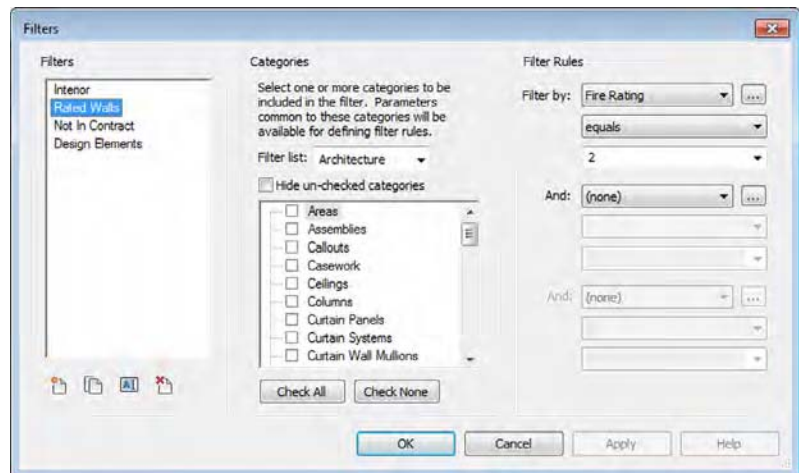 Filters
Filters
Interior
Rated Walls
Not In Contract
Design Elements
Categories
Select one or more categories to be
included in the filter. Parameters
common to these categories will be
available for defining filter rules.
Filter list: Architecture
Hide un-checked categories
Areas
Assemblies
Callouts
Casework
Ceilings
Columns
Curtain Panels
Curtain Systems
Curtain Wall Mullions
Check All Check None
Filter Rules
Filter by: Fire Rating ...
equals
2
And: (none) ...
And: (none) ...
OK Cancel Apply Help